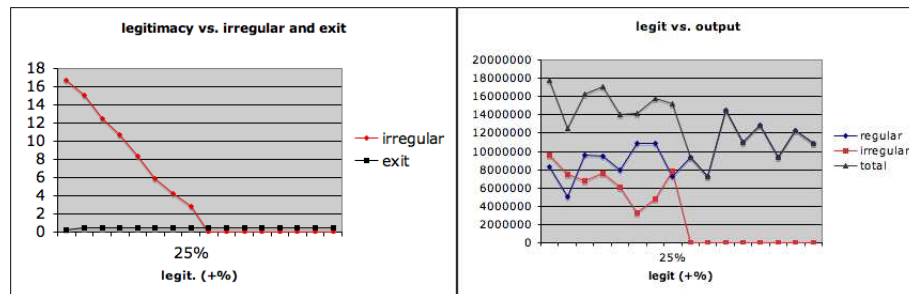 legitimacy vs. irregular and exit
18
16
14
12
10
8
6
4
2
0
irregular
exit
25%
legit. (+%)
legit vs. output
20000000
18000000
16000000
14000000
12000000
10000000
8000000
6000000
4000000
2000000
0
regular
irregular
total
25%
legit (+%)